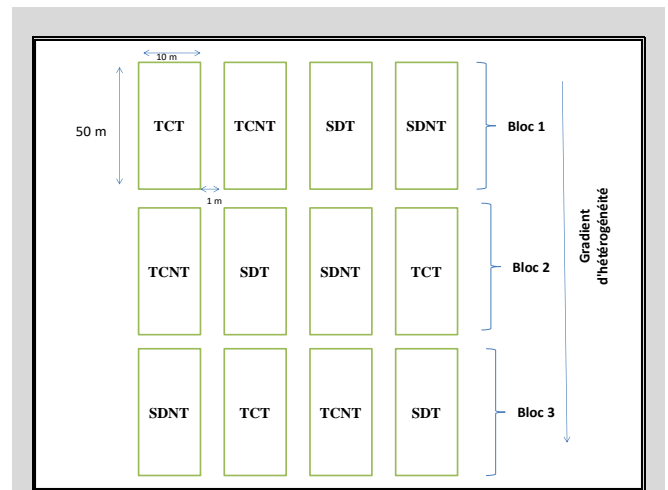 10 m
50 m
TCT TCNT SDT SDNT
Bloc 1
1 m
TCNT SDT SDNT TCT
Bloc 2
SDNT TCT TCNT SDT
Bloc 3
Gradient
d'hétérogénéité